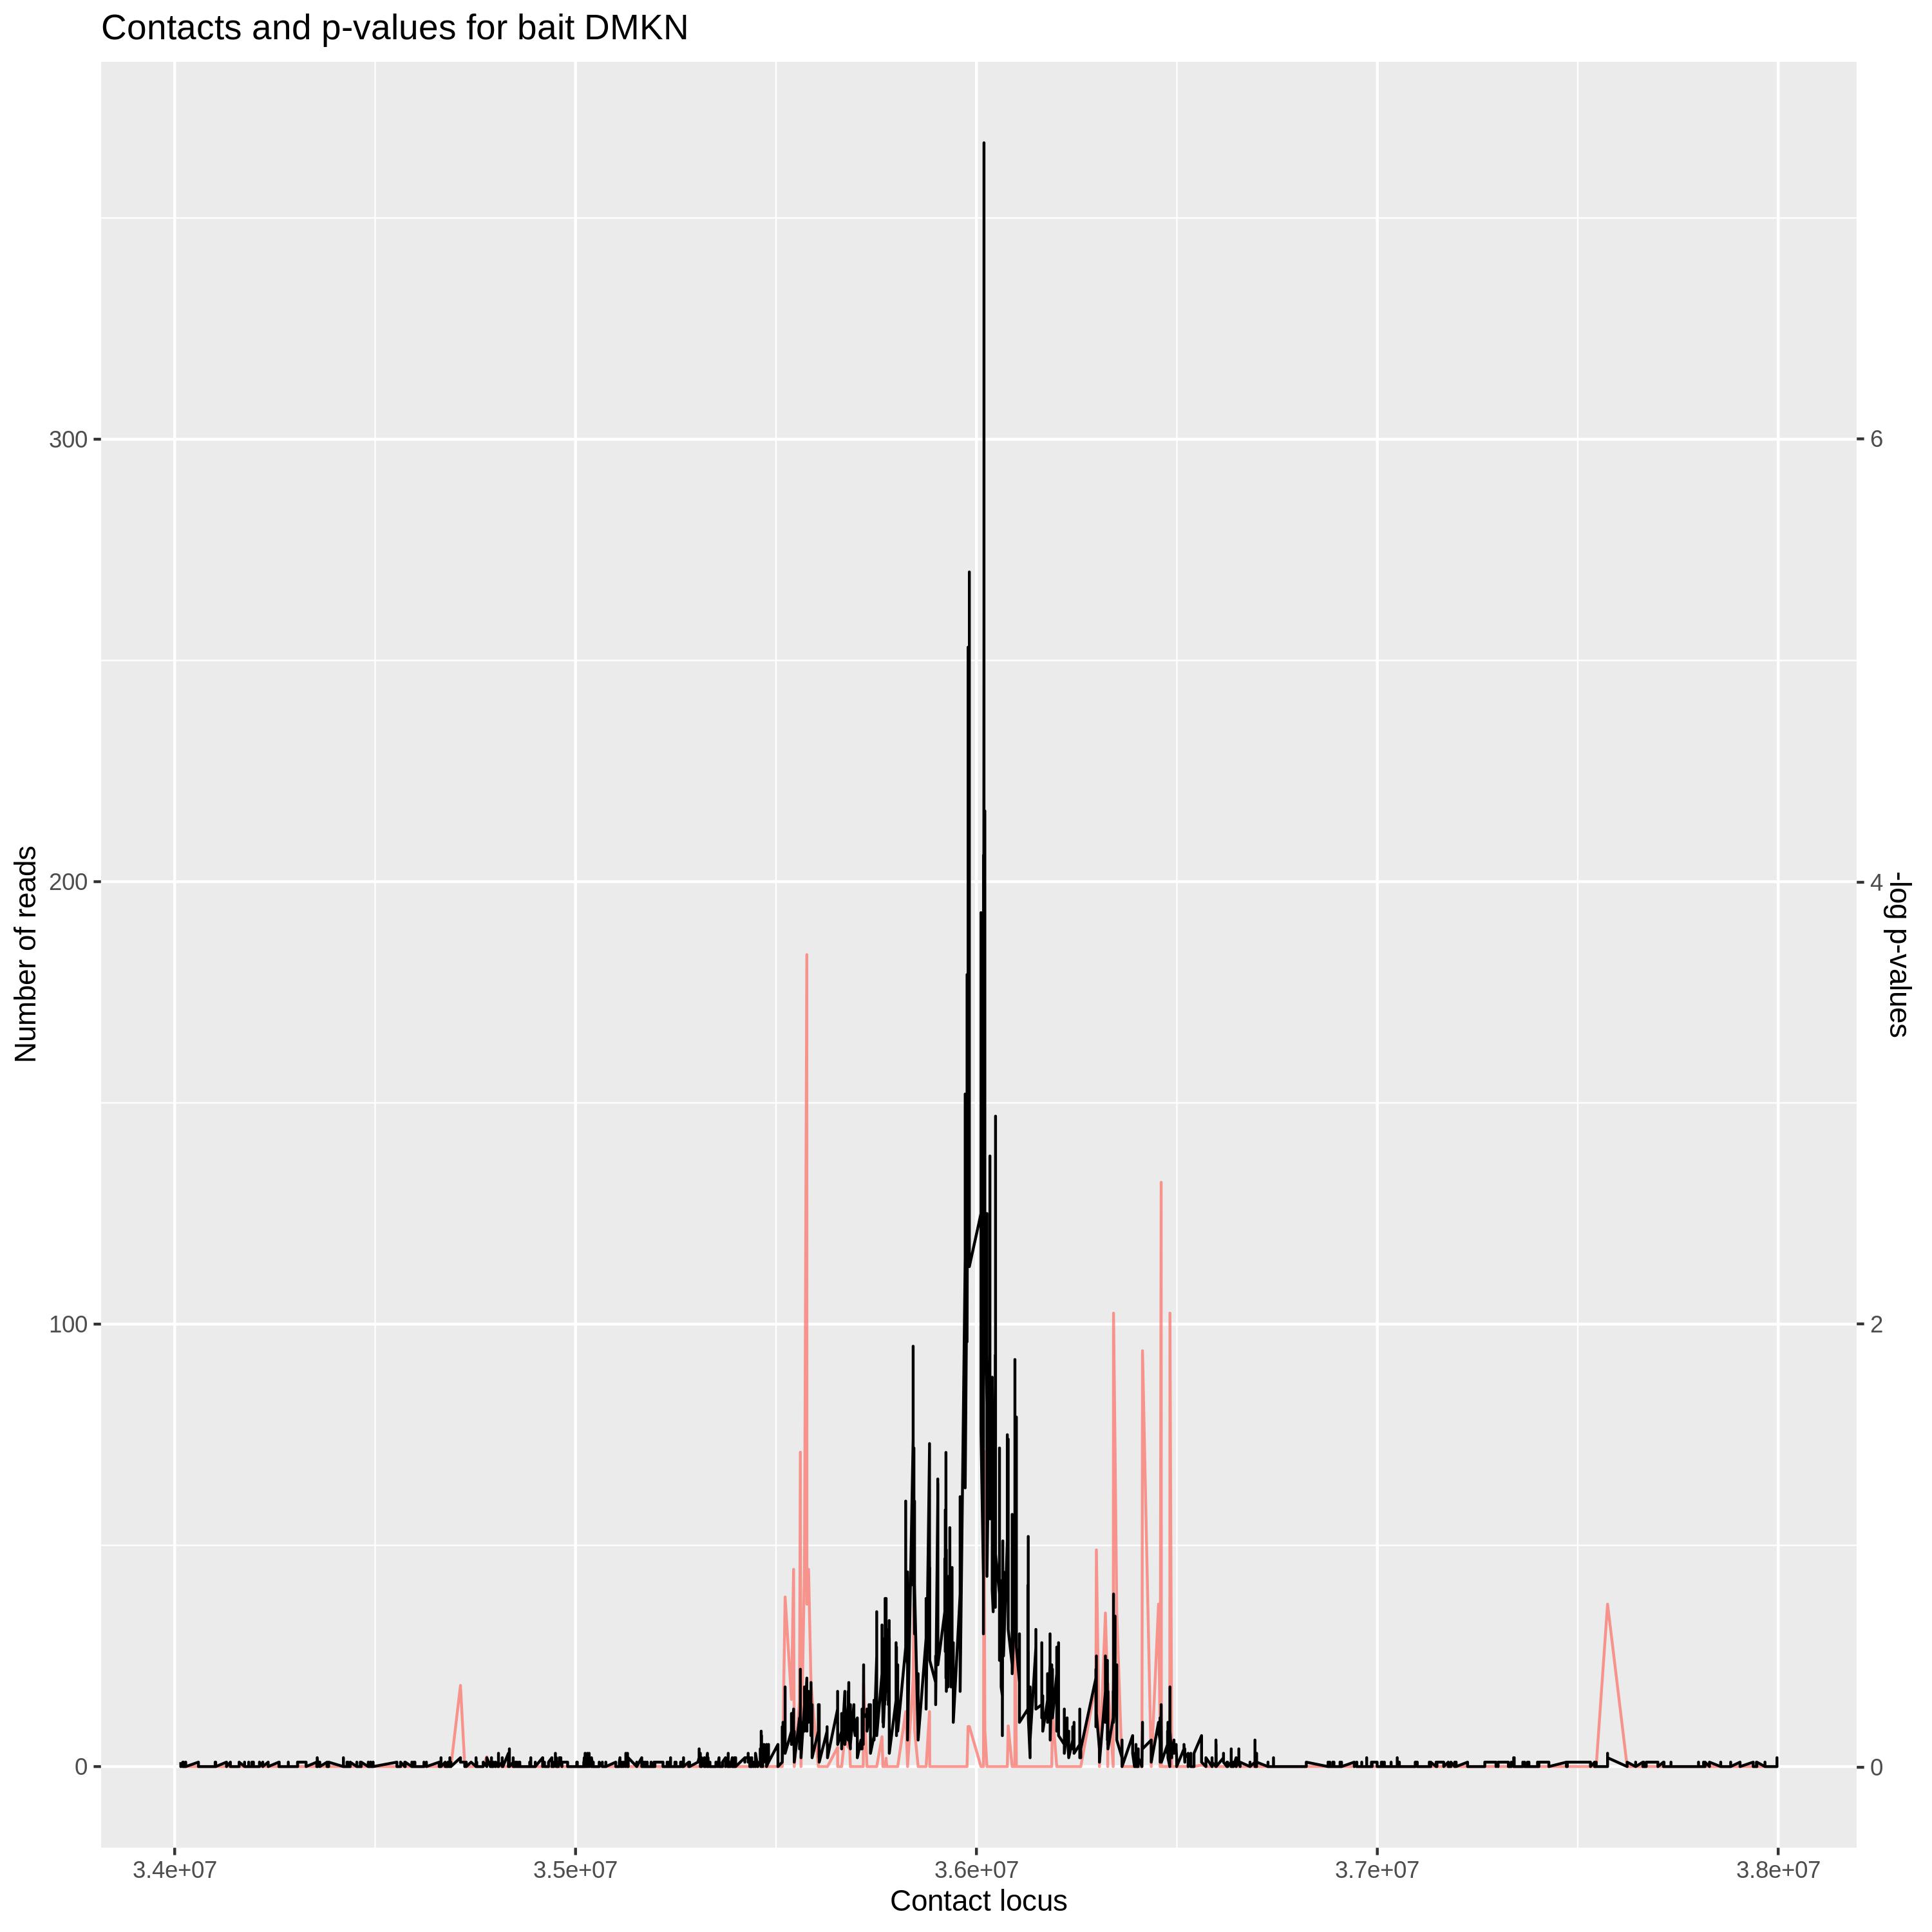 Contacts and p-values for bait DMKN
300
200
100
0
Number of reads
6
4
2
0
-log p-values
3.4e+07
3.5e+07
3.6e+07
3.7e+07
3.8e+07
Contact locus